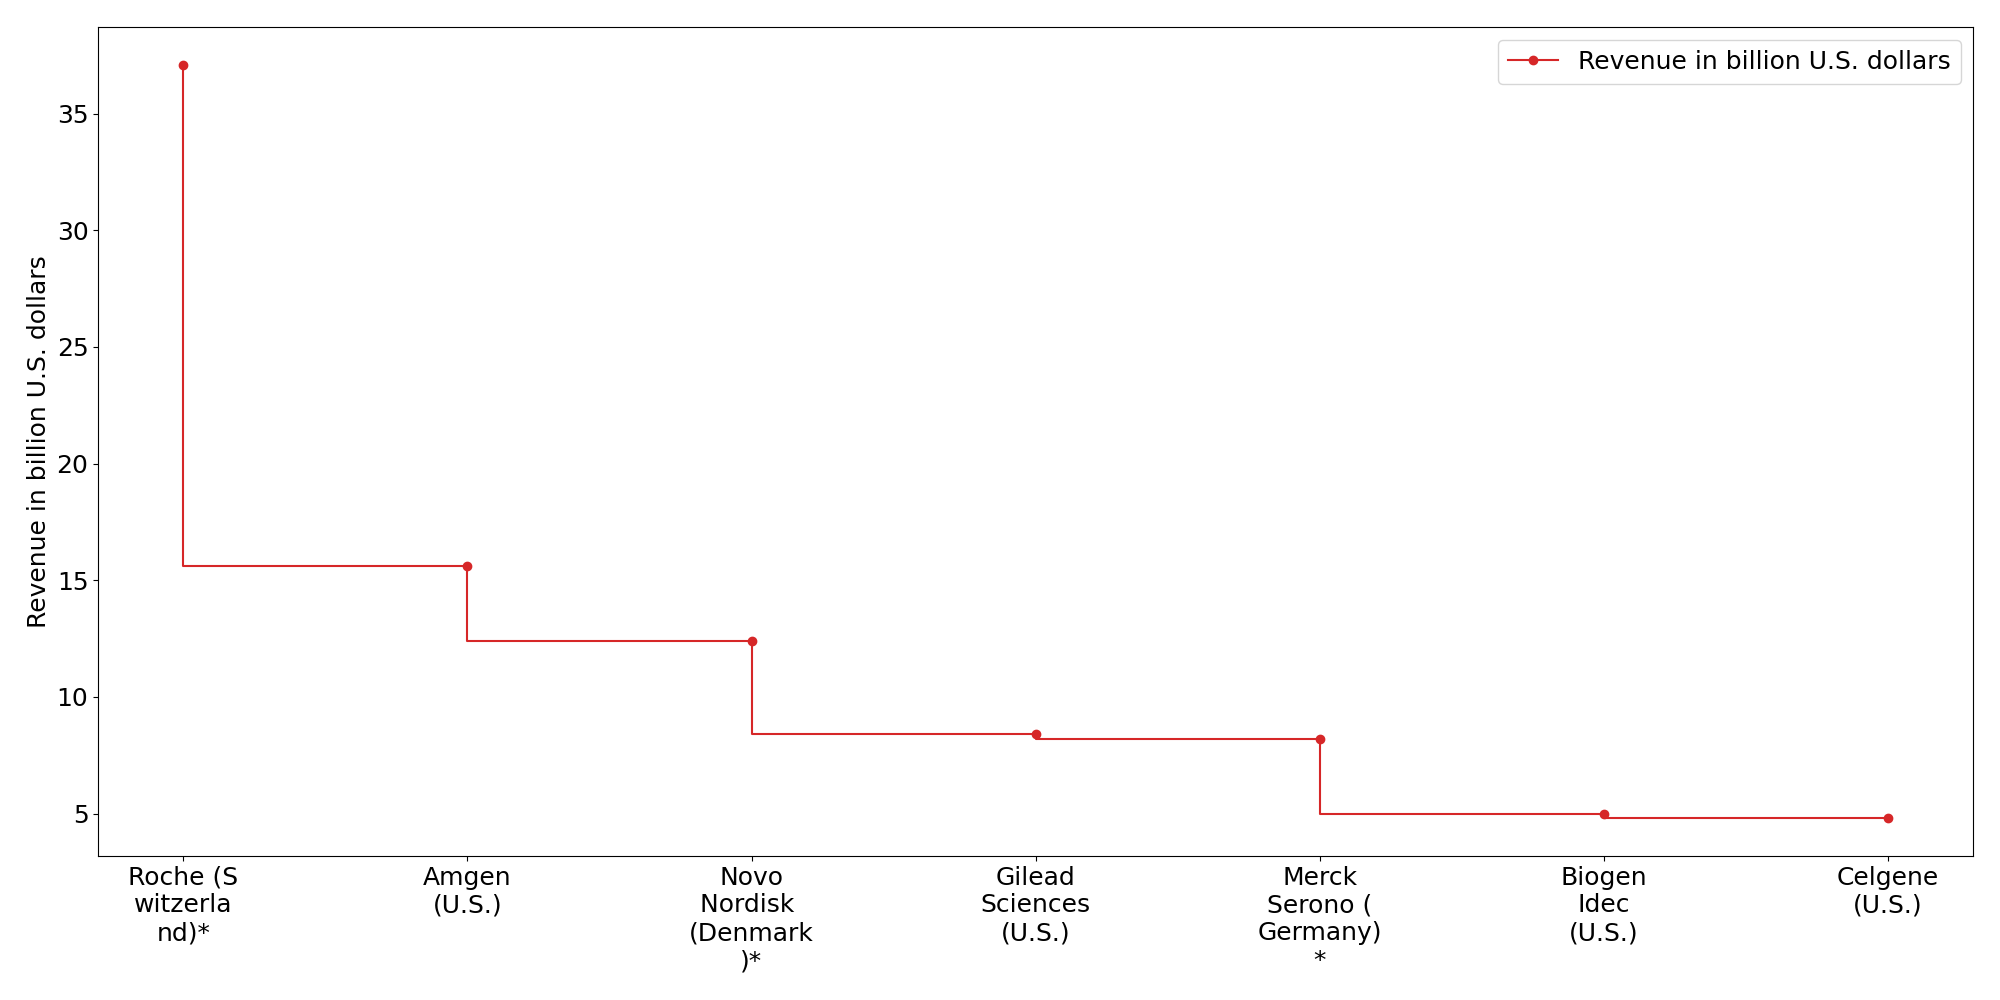 Revenue in billion U.S. dollars
Revenue in billion U.S. dollars
35
30
25
20
15
10
5
Roche (S
witzerla
nd)*
Amgen
(U.S.)
Novo
Nordisk
(Denmark
)*
Gilead
Sciences
(U.S.)
Merck
Serono (
Germany)
*
Biogen
Idec
(U.S.)
Celgene
(U.S.)